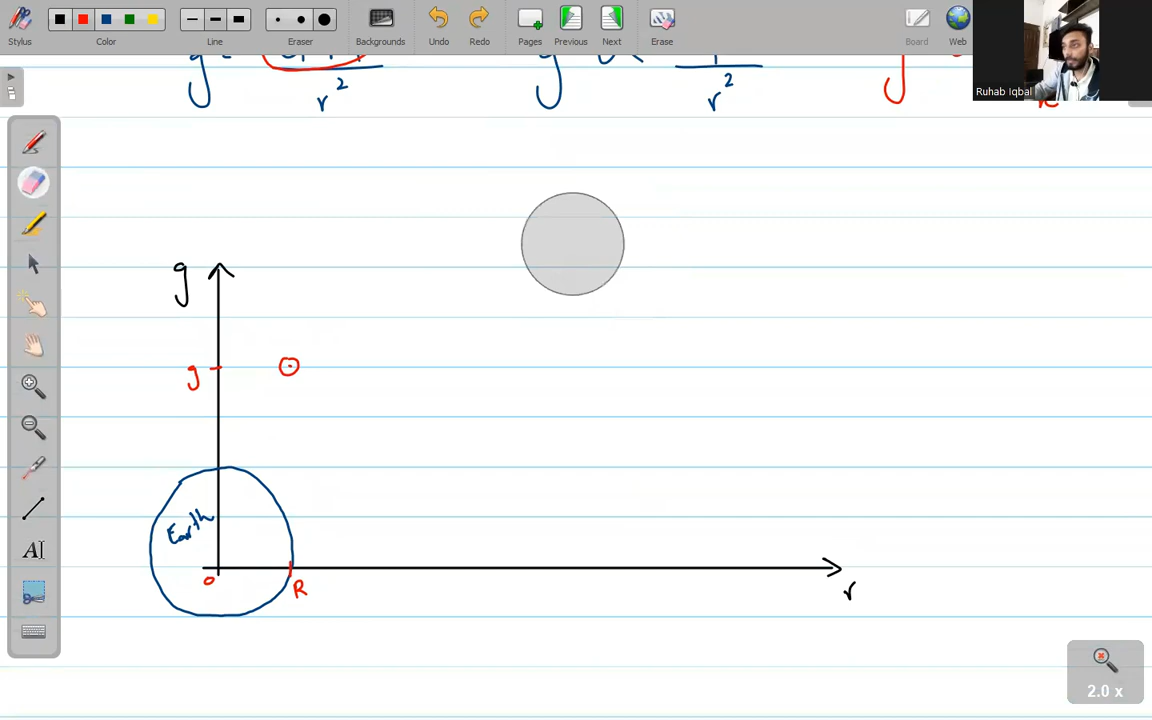 Stylus Color Line Eraser Backgrounds Undo Redo Pages Previous Next Erase Board Web
Ruhab Iqbal
r²
r²
g
g
Earth
o
R
r
2.0 x